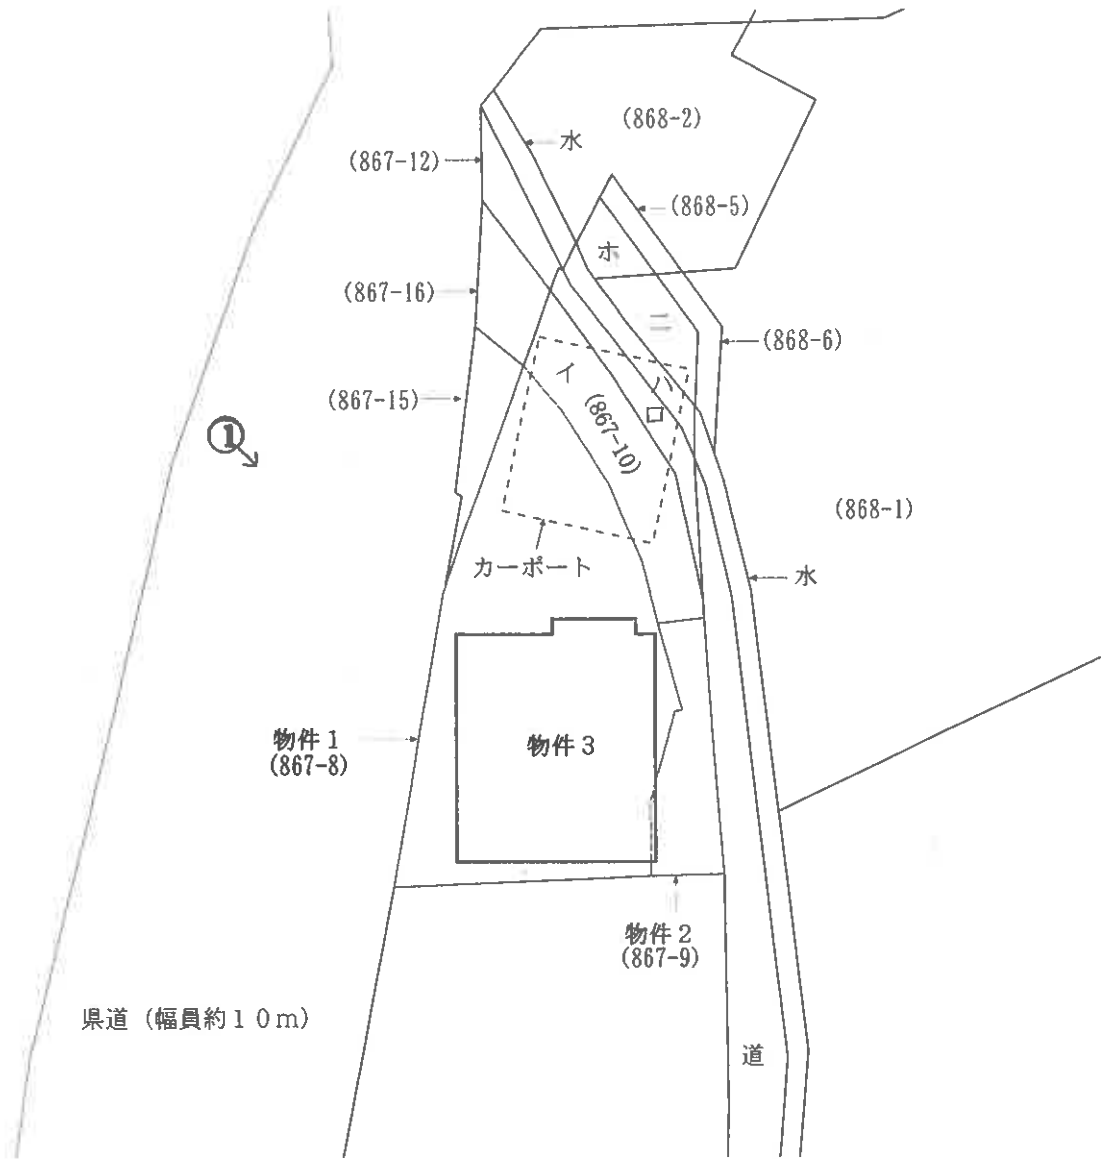 (868-2)
水
(867-12)
(868-5)
ホ
(867-16)
ニ
(868-6)
イ
ハ
(867-15)
ロ
(867-10)
①
(868-1)
カーポート
水
物件1
(867-8)
物件3
物件2
(867-9)
県道（幅員約10m）
道